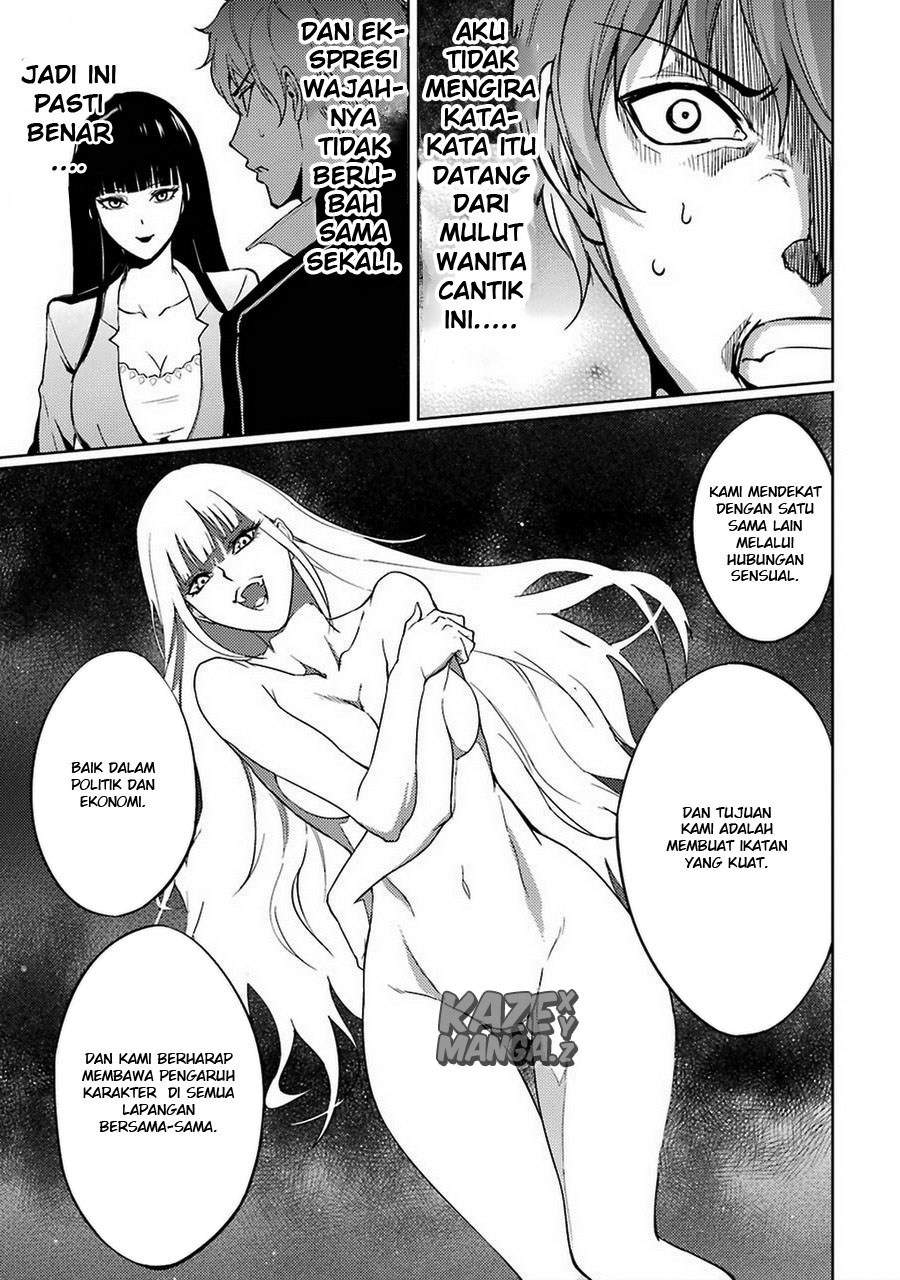 AKU
TIDAK
MENGIRA
KATA-
KATA ITU
DATANG
DARI
MULUT
WANITA
CANTIK
INI.....
DAN EK-
SPRESI
WAJAH-
NYA
TIDAK
BERU-
BAH
SAMA
SEKALI.
JADI INI
PASTI
BENAR
....
KAMI MENDEKAT
DENGAN SATU
SAMA LAIN
MELALUI
HUBUNGAN
SENSUAL.
DAN TUJUAN
KAMI ADALAH
MEMBUAT IKATAN
YANG KUAT.
BAIK DALAM
POLITIK DAN
EKONOMI.
DAN KAMI BERHARAP
MEMBAWA PENGARUH
KARAKTER DI SEMUA
LAPANGAN
BERSAMA-SAMA.
KAZE
MANGA.XYZ